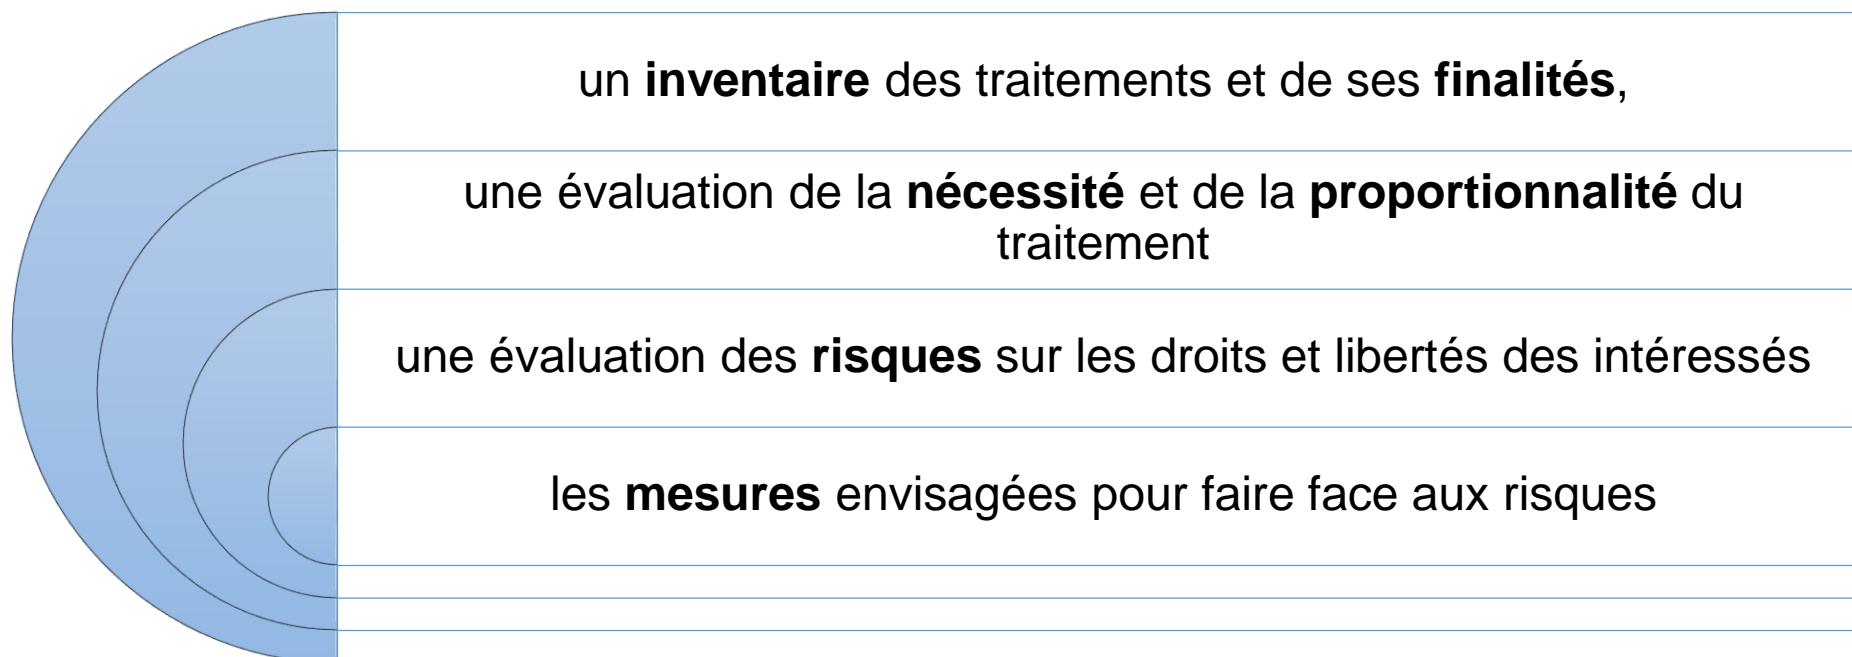 un inventaire des traitements et de ses finalités,
une évaluation de la nécessité et de la proportionnalité du
traitement
une évaluation des risques sur les droits et libertés des intéressés
les mesures envisagées pour faire face aux risques